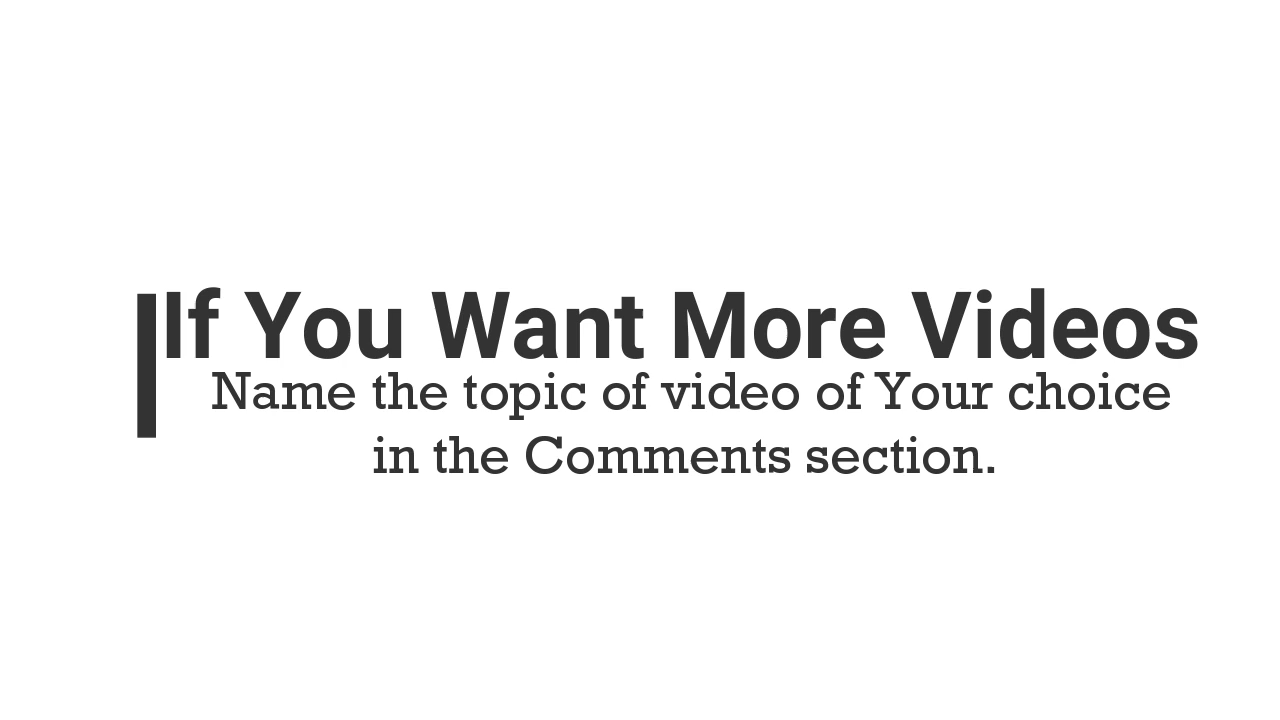 If You Want More Videos
Name the topic of video of Your choice
in the Comments section.